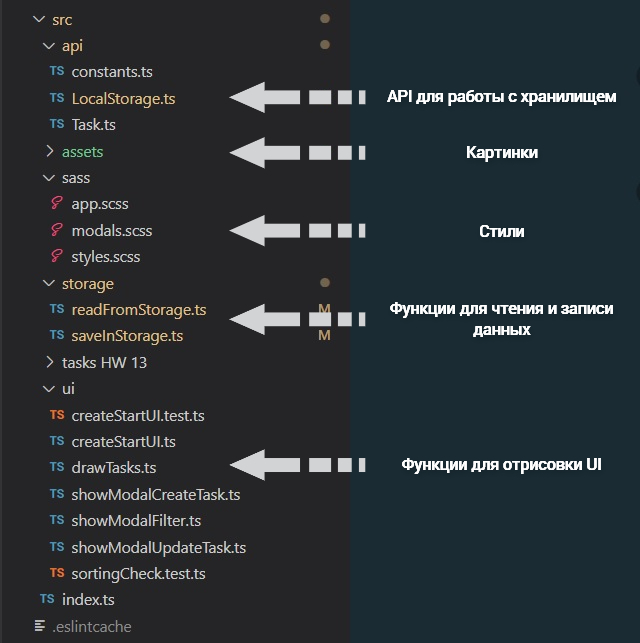 src
api
TS constants.ts
TS LocalStorage.ts
API для работы с хранилищем
TS Task.ts
assets
Картинки
sass
app.scss
modals.scss
Стили
styles.scss
storage
TS readFromStorage.ts M
Функции для чтения и записи
данных
TS saveInStorage.ts M
tasks HW 13
ui
TS createStartUI.test.ts
TS createStartUI.ts
TS drawTasks.ts
Функции для отрисовки UI
TS showModalCreateTask.ts
TS showModalFilter.ts
TS showModalUpdateTask.ts
TS sortingCheck.test.ts
TS index.ts
.eslintcache